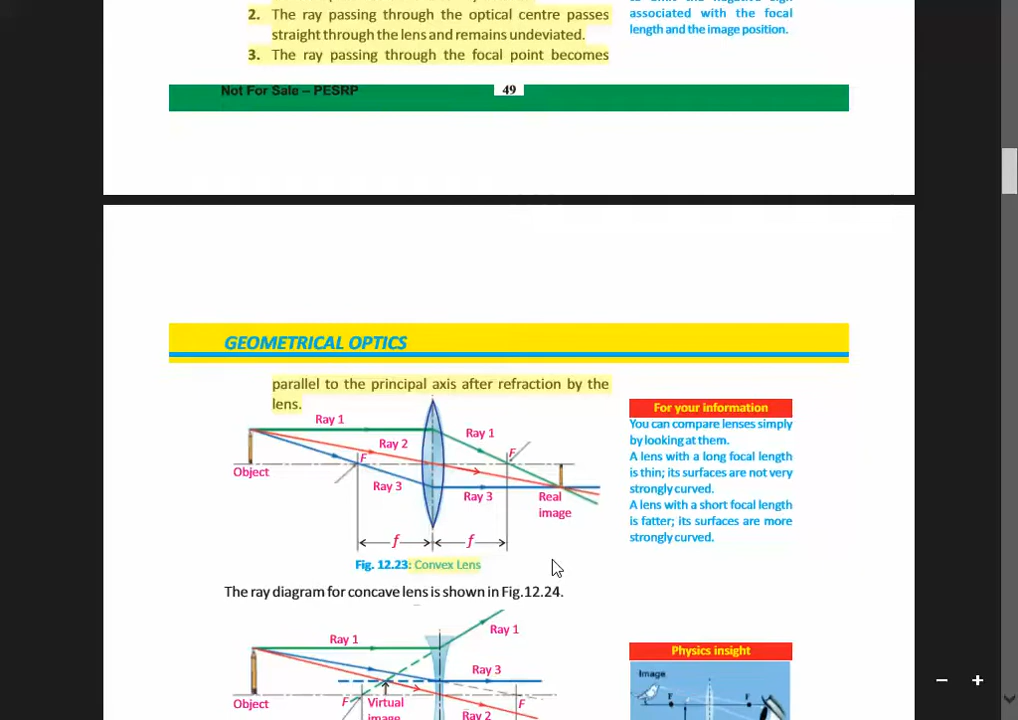 2. The ray passing through the optical centre passes
straight through the lens and remains undeviated.
3. The ray passing through the focal point becomes
associated with the focal
length and the image position.
Not For Sale – PESRP
49
GEOMETRICAL OPTICS
parallel to the principal axis after refraction by the
lens.
Ray 1
Ray 1
Ray 2
F
F
Object
Ray 3
Ray 3
Real
image
f
f
Fig. 12.23: Convex Lens
The ray diagram for concave lens is shown in Fig.12.24.
Ray 1
Ray 1
Ray 3
Object
F
Virtual
image
F
Ray 2
For your information
You can compare lenses simply
by looking at them.
A lens with a long focal length
is thin; its surfaces are not very
strongly curved.
A lens with a short focal length
is fatter; its surfaces are more
strongly curved.
Physics insight
Image
F
F